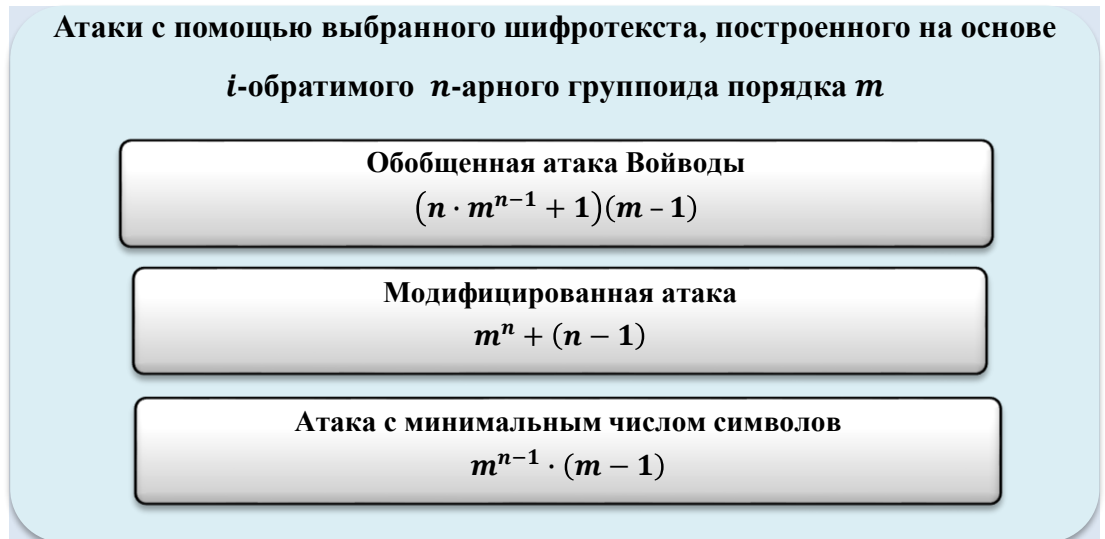 Атаки с помощью выбранного шифротекста, построенного на основе
i-обратимого n-арного группоида порядка m
Обобщенная атака Войводы
(n · m^{n−1} + 1)(m – 1)
Модифицированная атака
m^n + (n − 1)
Атака с минимальным числом символов
m^{n−1} · (m − 1)